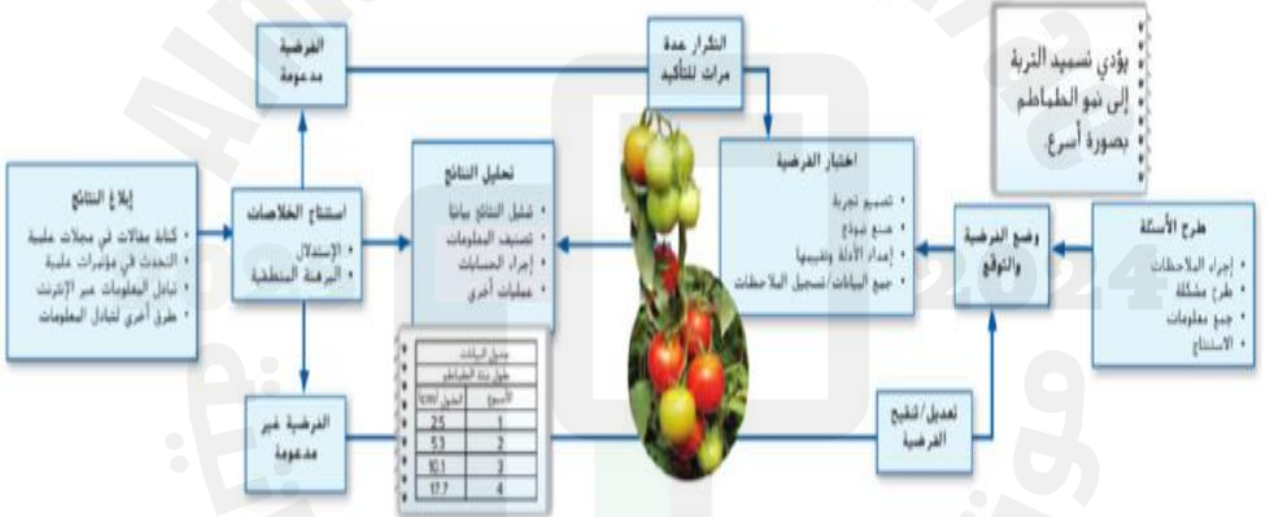 يؤدي تسميد التربة
إلى نمو الطماطم
بصورة أسرع.
طرح الأسئلة
• إجراء الملاحظات
• طرح مشكلة
• جمع معلومات
• الاستنتاج
وضع الفرضية
والتوقع
اختبار الفرضية
• تصميم تجربة
• صنع نموذج
• إعداد الأدلة وتقييمها
• جمع البيانات/تسجيل الملاحظات
التكرار عدة
مرات للتأكيد
تحليل النتائج
• تمثيل النتائج بيانيًا
• تصنيف المعلومات
• إجراء الحسابات
• عمليات أخرى
استنتاج الخلاصات
• الإستدلال
• البرهنة المنطقية
الفرضية
مدعومة
الفرضية غير
مدعومة
تعديل/تنقيح
الفرضية
إبلاغ النتائج
• كتابة مقالات في مجلات علمية
• التحدث في مؤتمرات علمية
• تبادل المعلومات عبر الإنترنت
• طرق أخرى لتبادل المعلومات
جدول البيانات
طول نبتة الطماطم
الأسبوع الطول (cm)
1 2.5
2 5.3
3 10.1
4 17.7
2024